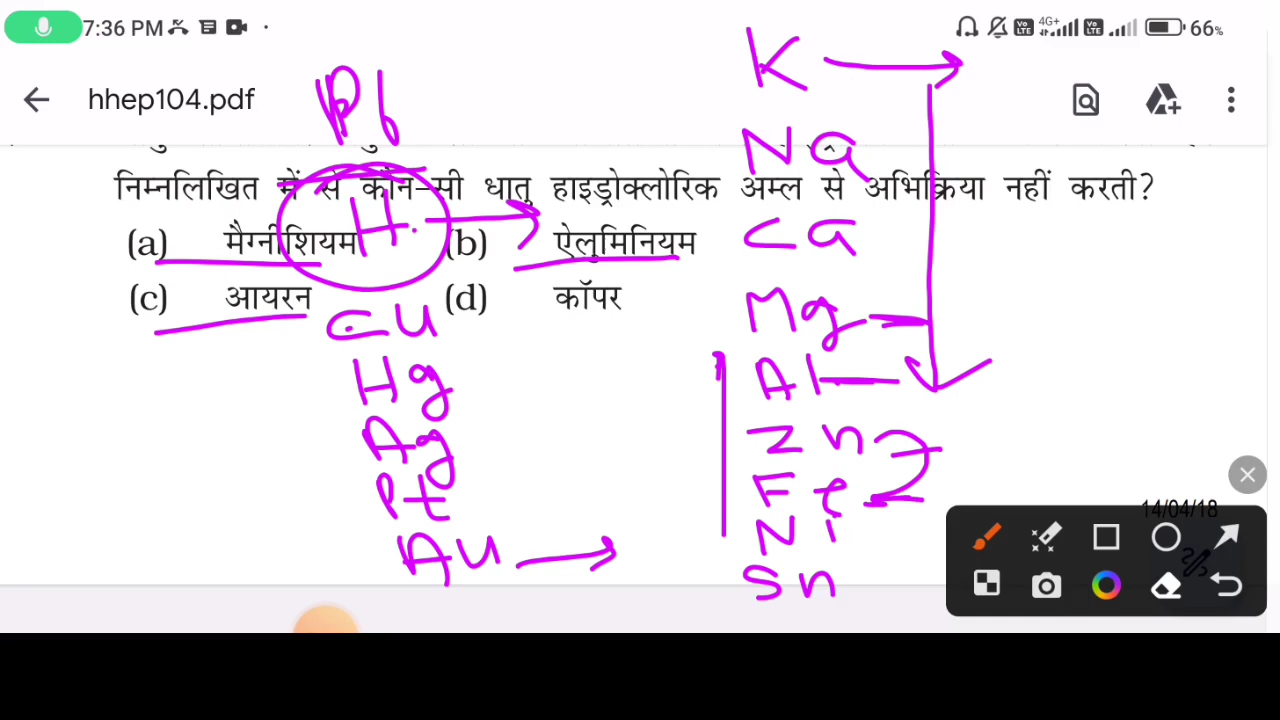 7:36 PM
4G+
66%
hhep104.pdf
निम्नलिखित में से कौन-सी धातु हाइड्रोक्लोरिक अम्ल से अभिक्रिया नहीं करती?
(a) मैग्नीशियम (b) ऐलुमिनियम
(c) आयरन (d) कॉपर
Pb
H
Cu
Hg
Ag
Pt
Au
K
Na
Ca
Mg
Al
Zn
Fe
Ni
Sn
14/04/18